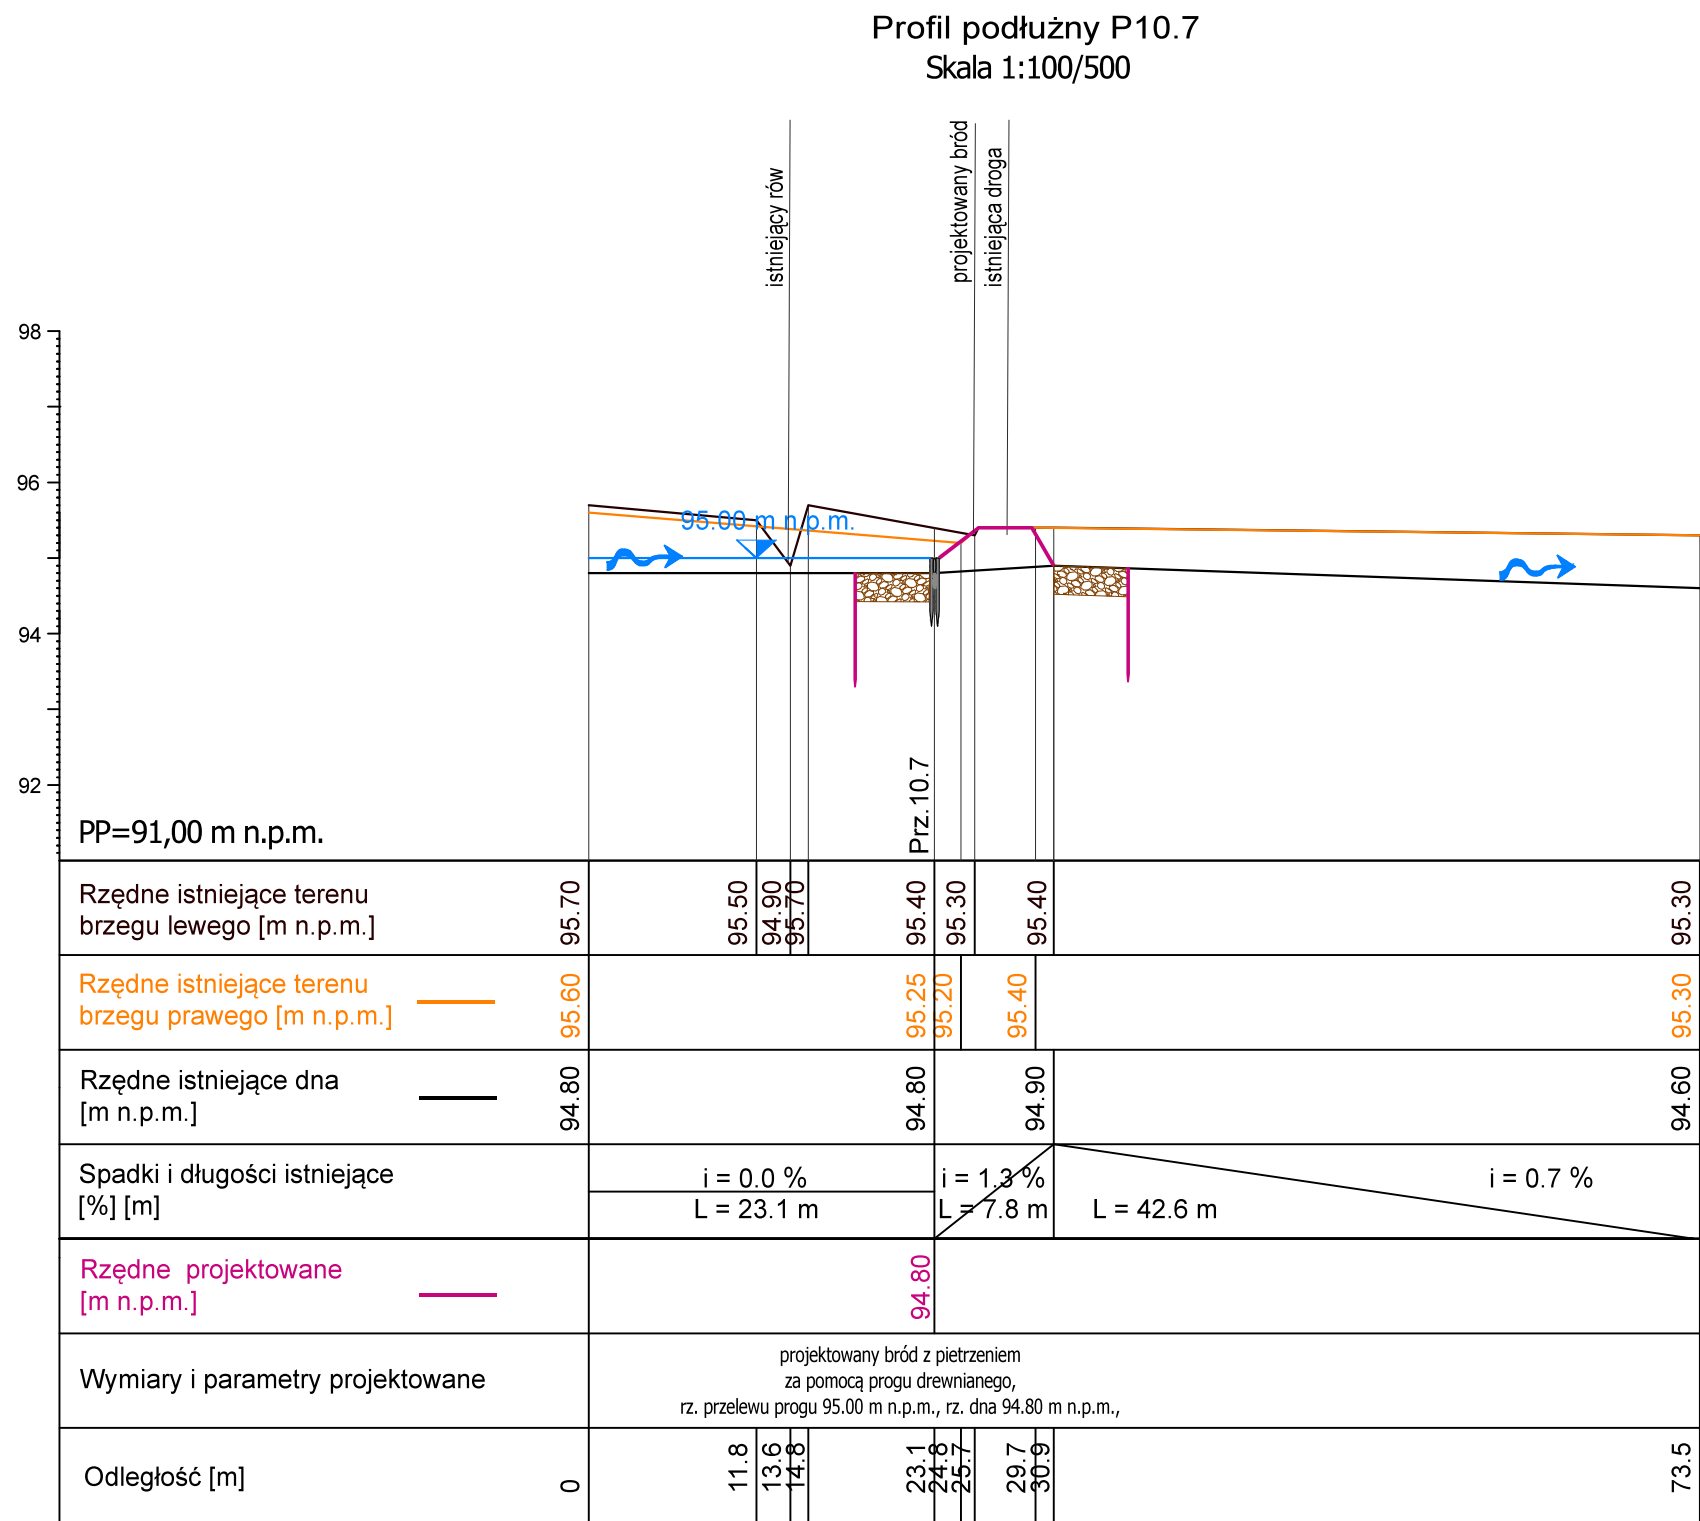 Profil podłużny P10.7
Skala 1:100/500
istniejący rów
projektowany bród
istniejąca droga
98
96
94
92
95.00 m n.p.m.
Prz.10.7
PP=91,00 m n.p.m.
Rzędne istniejące terenu
brzegu lewego [m n.p.m.]
95.70
95.50
94.90
95.70
95.40
95.30
95.40
95.30
Rzędne istniejące terenu
brzegu prawego [m n.p.m.]
95.60
95.25
95.20
95.40
95.30
Rzędne istniejące dna
[m n.p.m.]
94.80
94.80
94.90
94.60
Spadki i długości istniejące
[%] [m]
i = 0.0 %
L = 23.1 m
i = 1.3 %
L = 7.8 m
L = 42.6 m
i = 0.7 %
Rzędne projektowane
[m n.p.m.]
94.80
Wymiary i parametry projektowane
projektowany bród z pietrzeniem
za pomocą progu drewnianego,
rz. przelewu progu 95.00 m n.p.m., rz. dna 94.80 m n.p.m.,
Odległość [m]
0
11.8
13.6
14.8
23.1
24.8
25.7
29.7
30.9
73.5